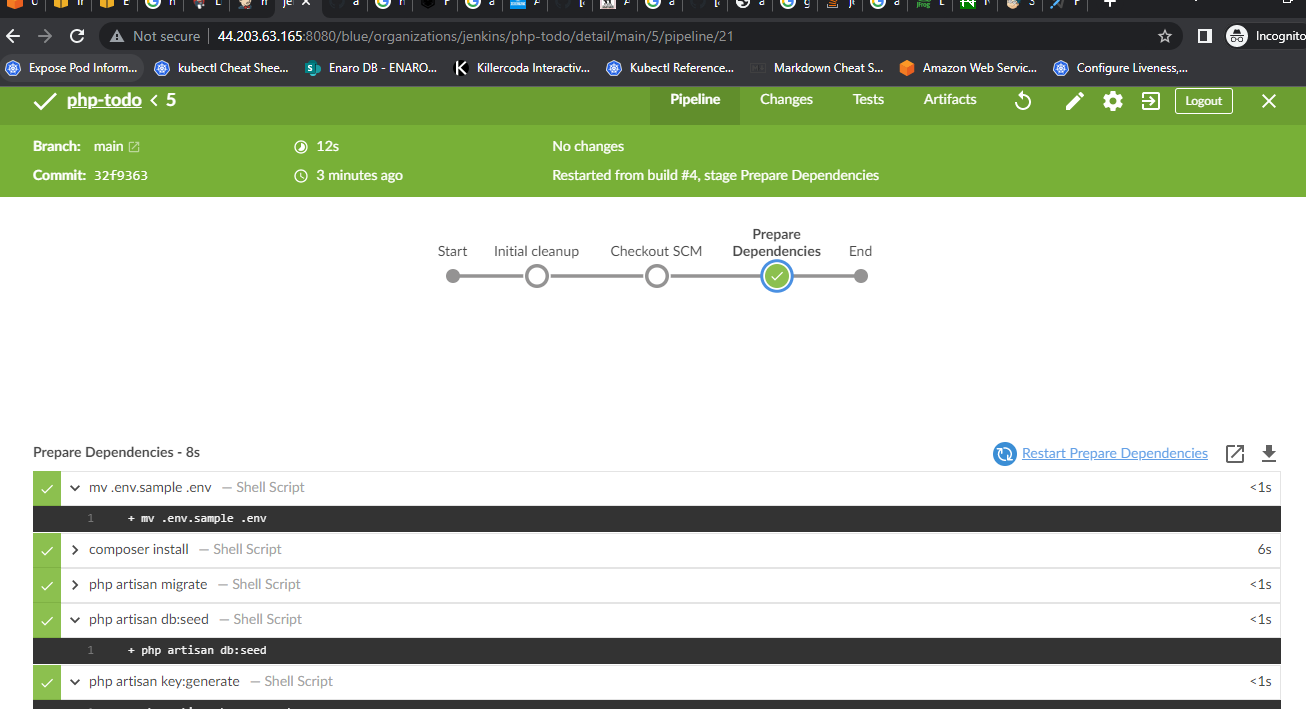 Not secure | 44.203.63.165:8080/blue/organizations/jenkins/php-todo/detail/main/5/pipeline/21 Incognito
Expose Pod Inform... kubectl Cheat Shee... Enaro DB - ENARO... Killercoda Interactiv... Kubectl Reference... Markdown Cheat S... Amazon Web Servic... Configure Liveness,...
php-todo < 5 Pipeline Changes Tests Artifacts Logout
Branch: main 12s No changes
Commit: 32f9363 3 minutes ago Restarted from build #4, stage Prepare Dependencies
Start Initial cleanup Checkout SCM Prepare Dependencies End
Prepare Dependencies - 8s Restart Prepare Dependencies
mv .env.sample .env — Shell Script <1s
1 + mv .env.sample .env
composer install — Shell Script 6s
php artisan migrate — Shell Script <1s
php artisan db:seed — Shell Script <1s
1 + php artisan db:seed
php artisan key:generate — Shell Script <1s